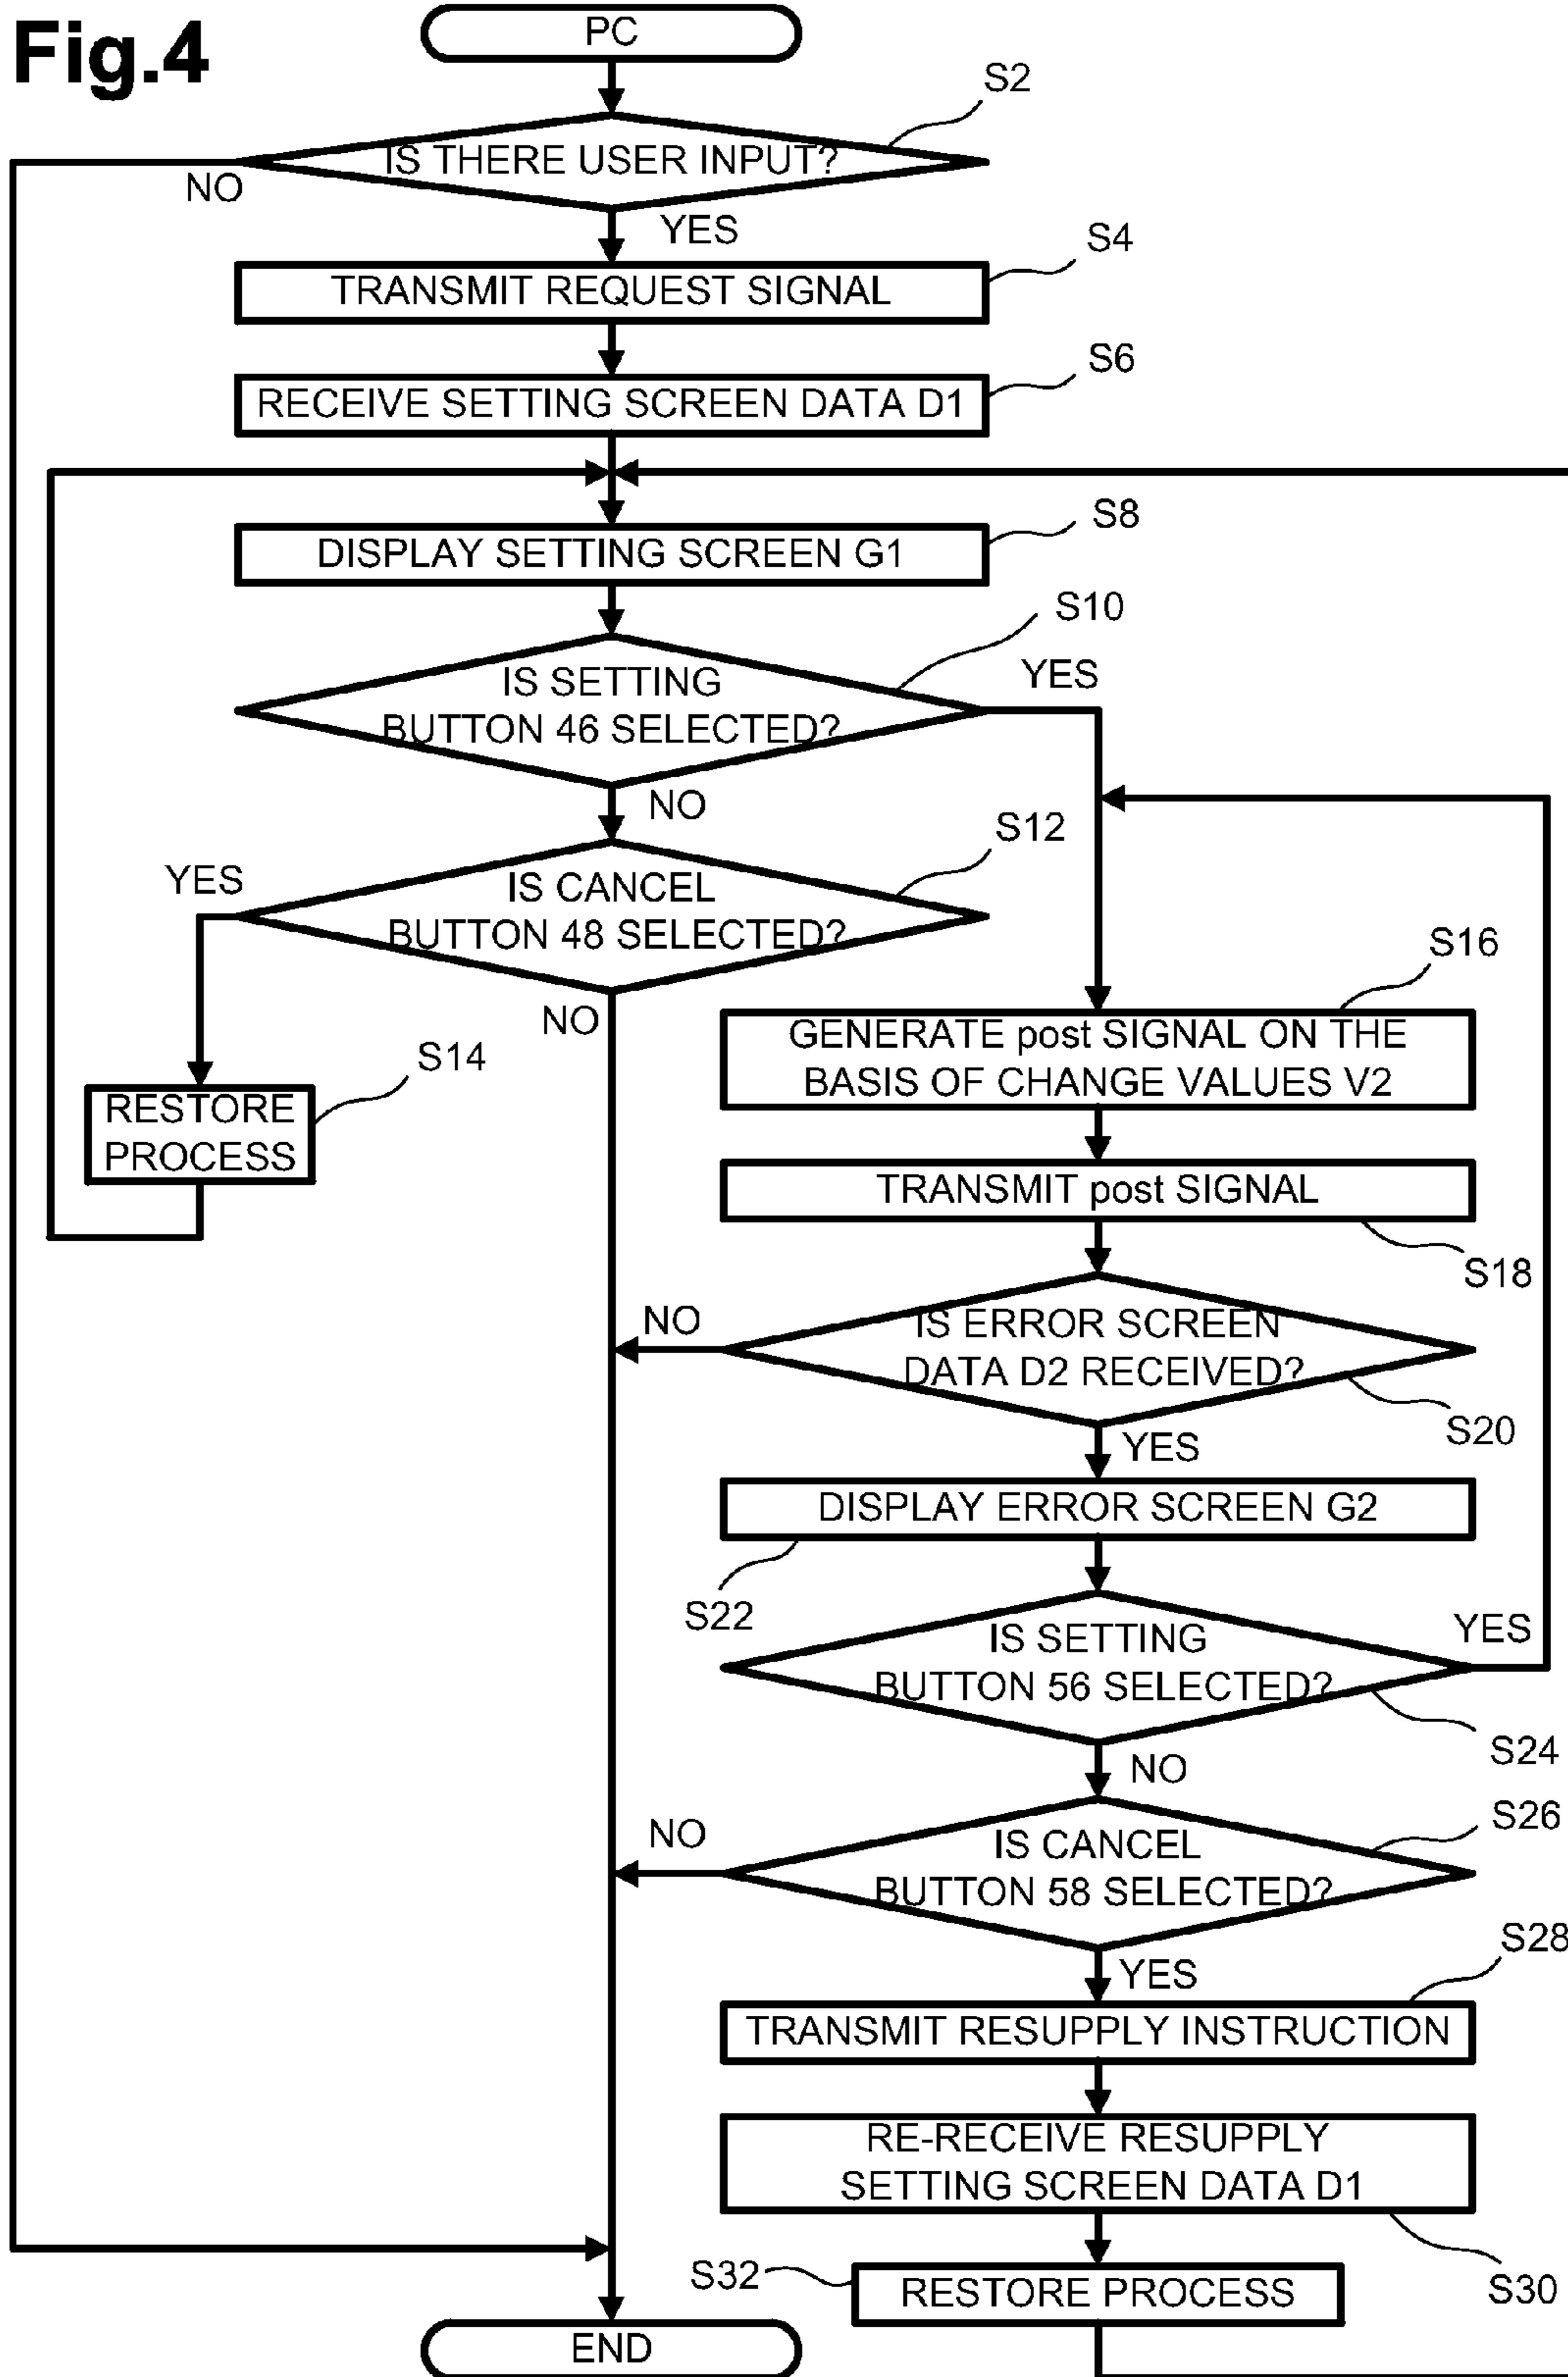 Fig.4
PC
S2
IS THERE USER INPUT?
NO
YES
S4
TRANSMIT REQUEST SIGNAL
S6
RECEIVE SETTING SCREEN DATA D1
S8
DISPLAY SETTING SCREEN G1
S10
IS SETTING
BUTTON 46 SELECTED?
YES
NO
S12
YES
IS CANCEL
BUTTON 48 SELECTED?
NO
S14
RESTORE
PROCESS
S16
GENERATE post SIGNAL ON THE
BASIS OF CHANGE VALUES V2
TRANSMIT post SIGNAL
S18
NO
IS ERROR SCREEN
DATA D2 RECEIVED?
S20
YES
DISPLAY ERROR SCREEN G2
S22
IS SETTING
BUTTON 56 SELECTED?
YES
S24
NO
S26
NO
IS CANCEL
BUTTON 58 SELECTED?
YES
S28
TRANSMIT RESUPPLY INSTRUCTION
RE-RECEIVE RESUPPLY
SETTING SCREEN DATA D1
S30
S32
RESTORE PROCESS
END